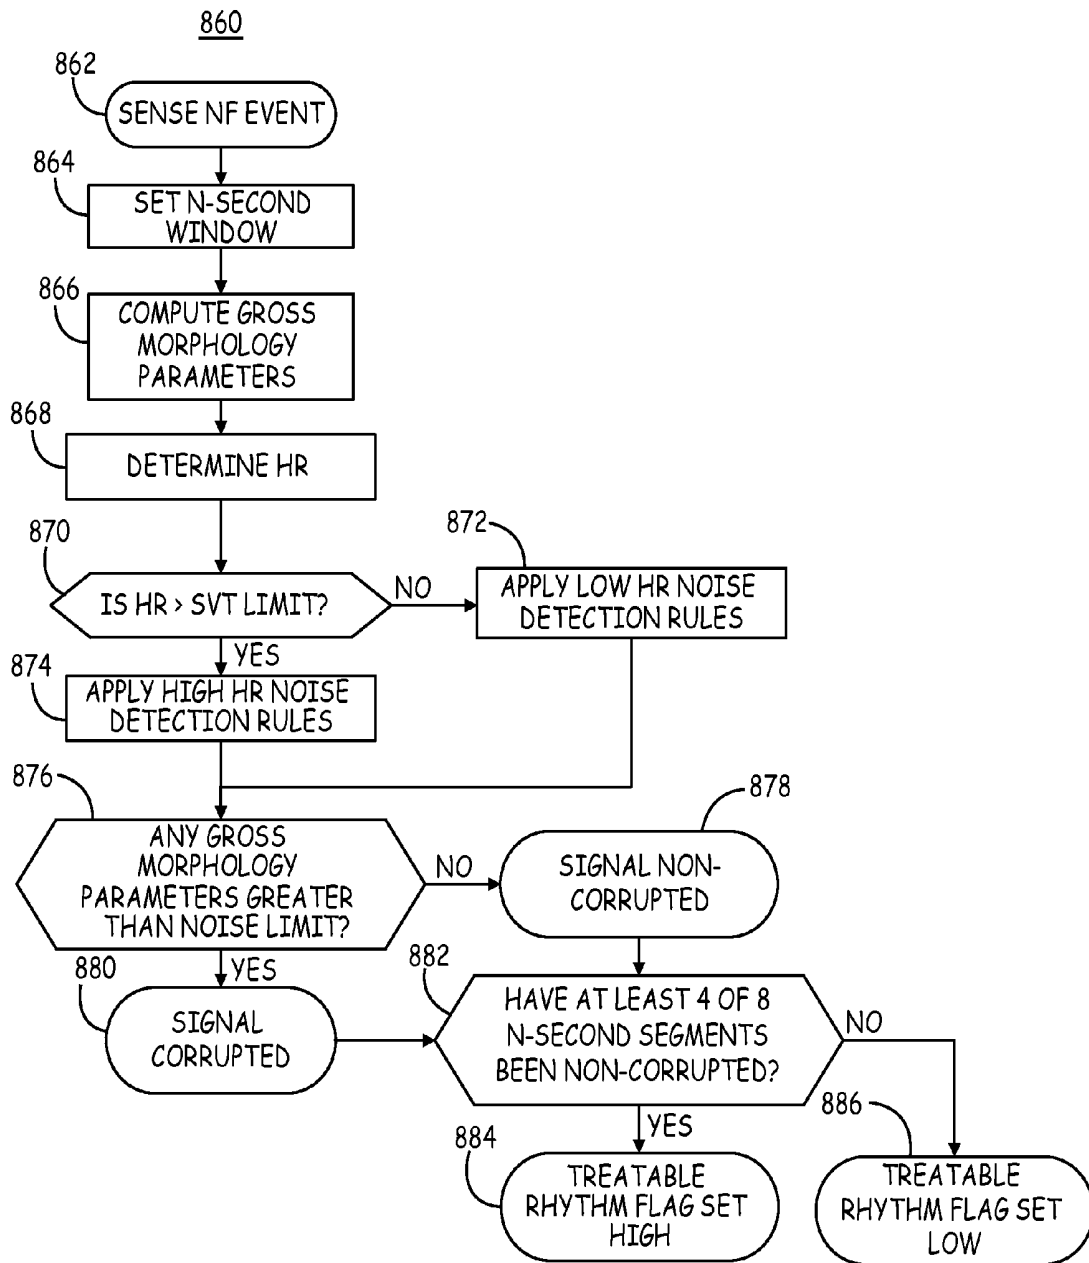 860
862
SENSE NF EVENT
864
SET N-SECOND
WINDOW
866
COMPUTE GROSS
MORPHOLOGY
PARAMETERS
868
DETERMINE HR
870
IS HR > SVT LIMIT?
NO
872
APPLY LOW HR NOISE
DETECTION RULES
YES
874
APPLY HIGH HR NOISE
DETECTION RULES
876
ANY GROSS
MORPHOLOGY
PARAMETERS GREATER
THAN NOISE LIMIT?
NO
878
SIGNAL NON-
CORRUPTED
YES
880
SIGNAL
CORRUPTED
882
HAVE AT LEAST 4 OF 8
N-SECOND SEGMENTS
BEEN NON-CORRUPTED?
NO
YES
884
TREATABLE
RHYTHM FLAG SET
HIGH
886
TREATABLE
RHYTHM FLAG SET
LOW